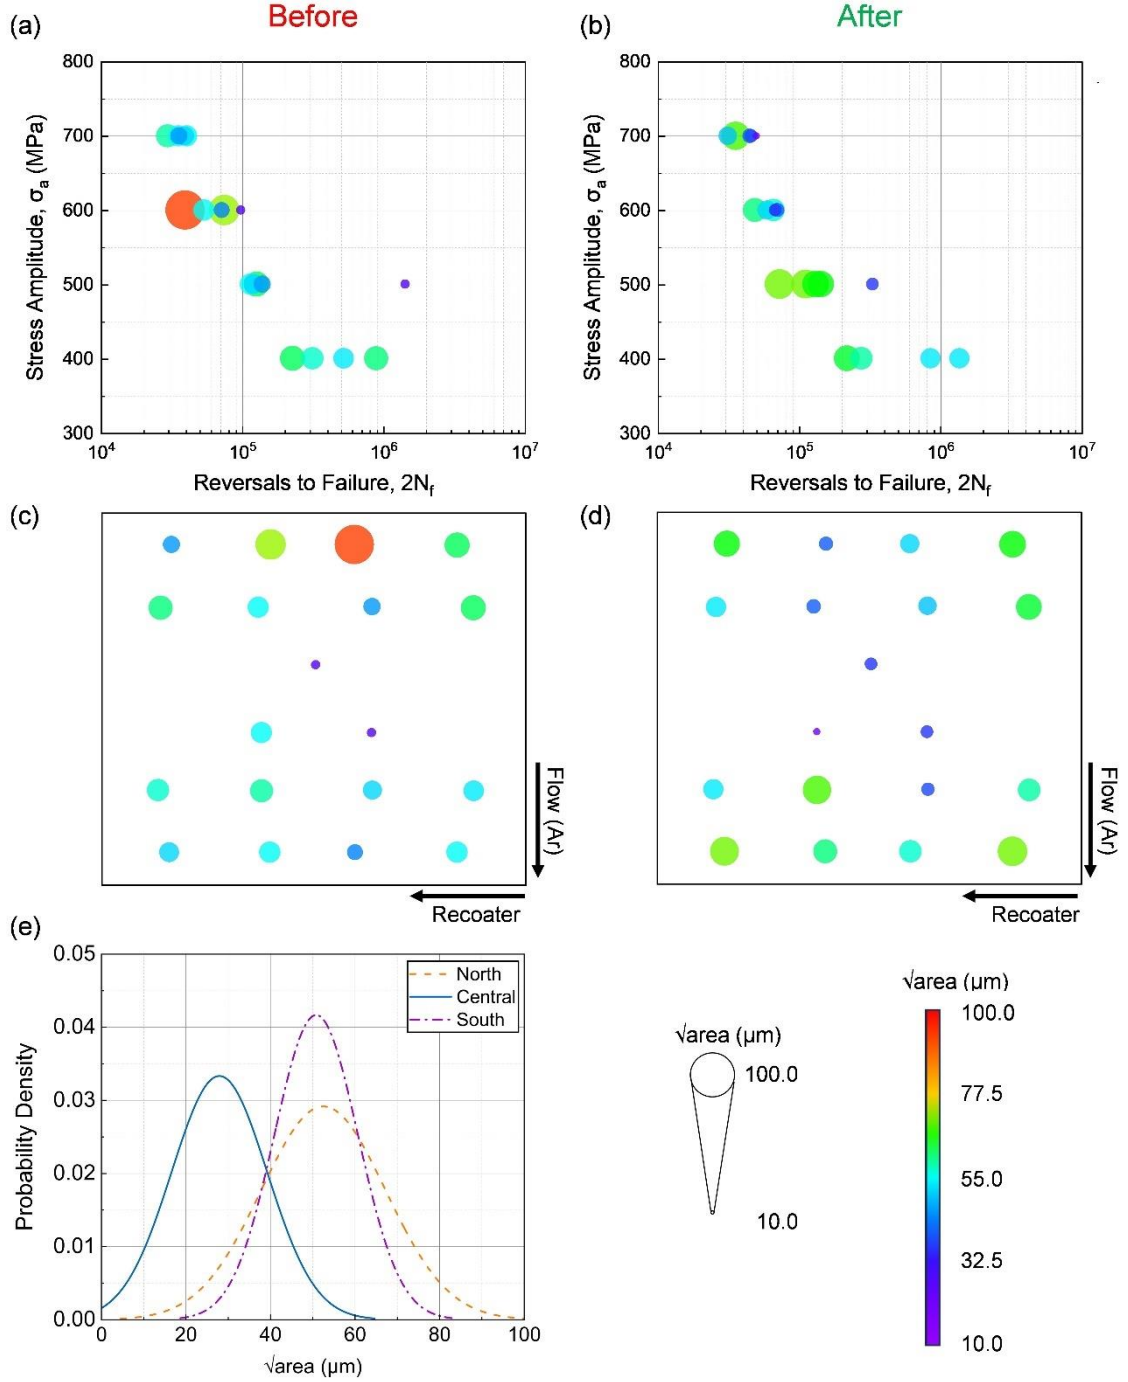 Before
After
(a)
(b)
800
700
600
500
400
300
Stress Amplitude, σₐ (MPa)
10⁴
10⁵
10⁶
10⁷
Reversals to Failure, 2N_f
800
700
600
500
400
300
Stress Amplitude, σₐ (MPa)
10⁴
10⁵
10⁶
10⁷
Reversals to Failure, 2N_f
(c)
Flow (Ar)
Recoater
(d)
Flow (Ar)
Recoater
(e)
0.05
0.04
0.03
0.02
0.01
0.00
Probability Density
North
Central
South
0
20
40
60
80
100
√area (µm)
√area (µm)
100.0
10.0
√area (µm)
100.0
77.5
55.0
32.5
10.0